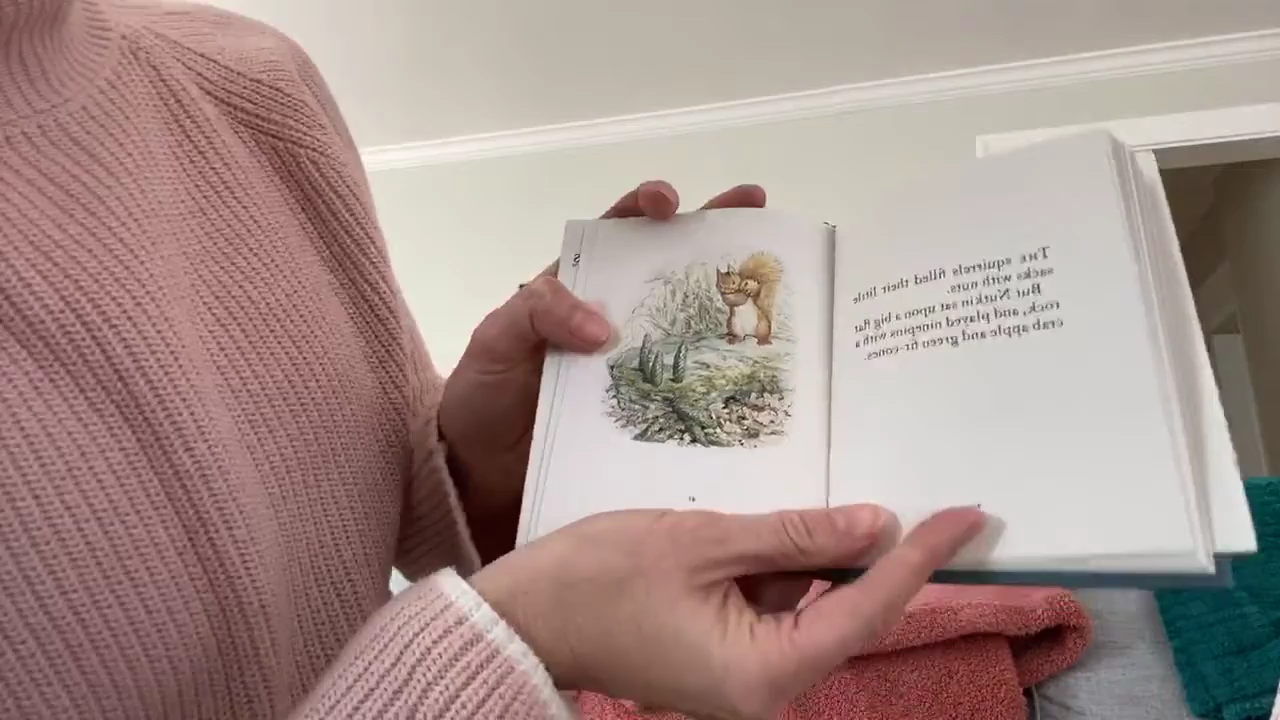 THE squirrels filled their little
sacks with nuts.
But Nutkin sat upon a big flat
rock, and played ninepins with a
crab apple and green fir-cones.